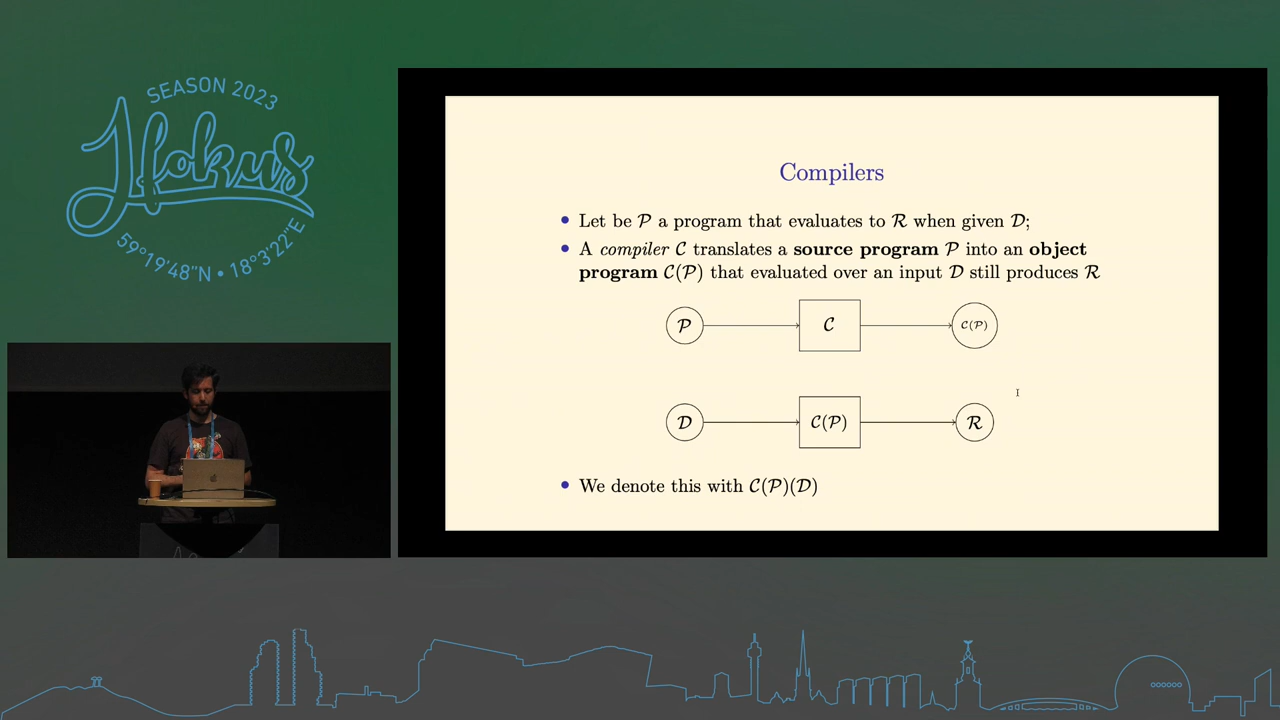 SEASON 2023
Hokus
59°19'48"N • 18°3'22"E
Compilers
• Let be 𝒫 a program that evaluates to ℛ when given 𝒟;
• A compiler 𝒞 translates a source program 𝒫 into an object
program 𝒞(𝒫) that evaluated over an input 𝒟 still produces ℛ
𝒫 𝒞 𝒞(𝒫)
𝒟 𝒞(𝒫) ℛ
• We denote this with 𝒞(𝒫)(𝒟)